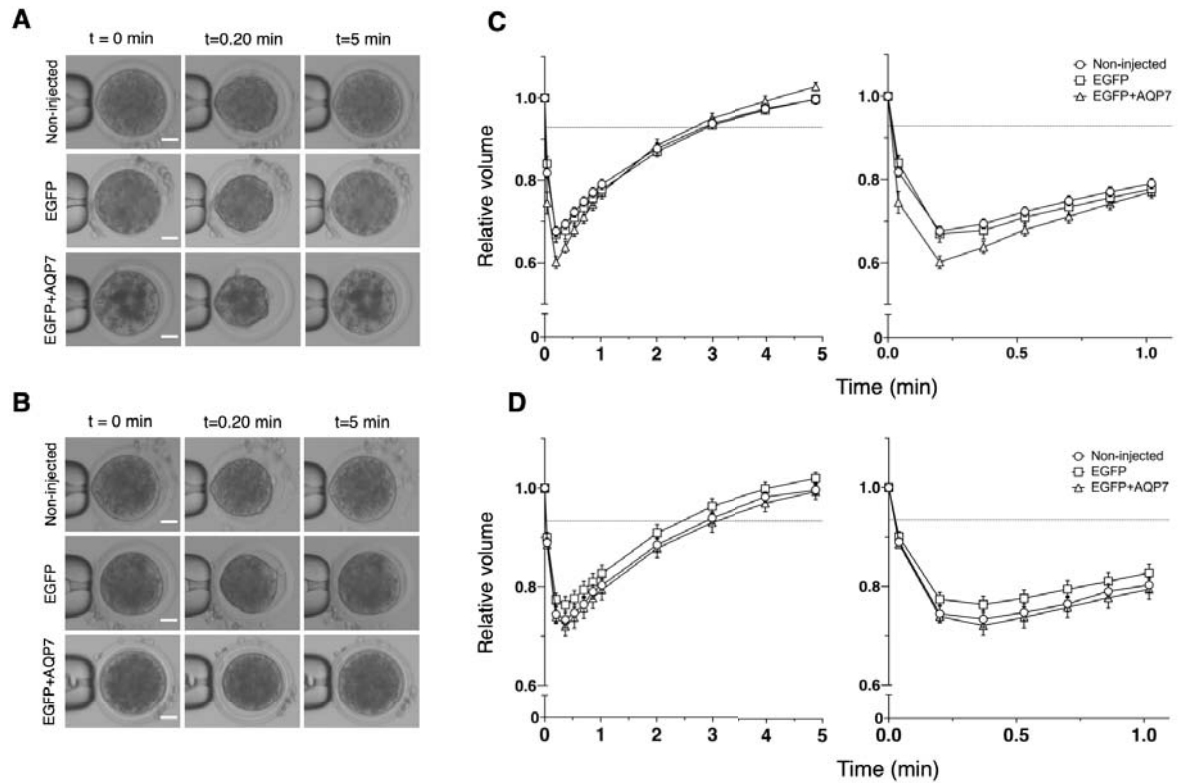 A
t = 0 min
t=0.20 min
t=5 min
Non-injected
EGFP
EGFP+AQP7
B
t = 0 min
t=0.20 min
t=5 min
Non-injected
EGFP
EGFP+AQP7
C
Relative volume
1.0
0.8
0.6
0
0
1
2
3
4
5
Non-injected
EGFP
EGFP+AQP7
1.0
0.8
0.6
0
0.0
0.5
1.0
Time (min)
D
Relative volume
1.0
0.8
0.6
0
0
1
2
3
4
5
Non-injected
EGFP
EGFP+AQP7
1.0
0.8
0.6
0
0.0
0.5
1.0
Time (min)